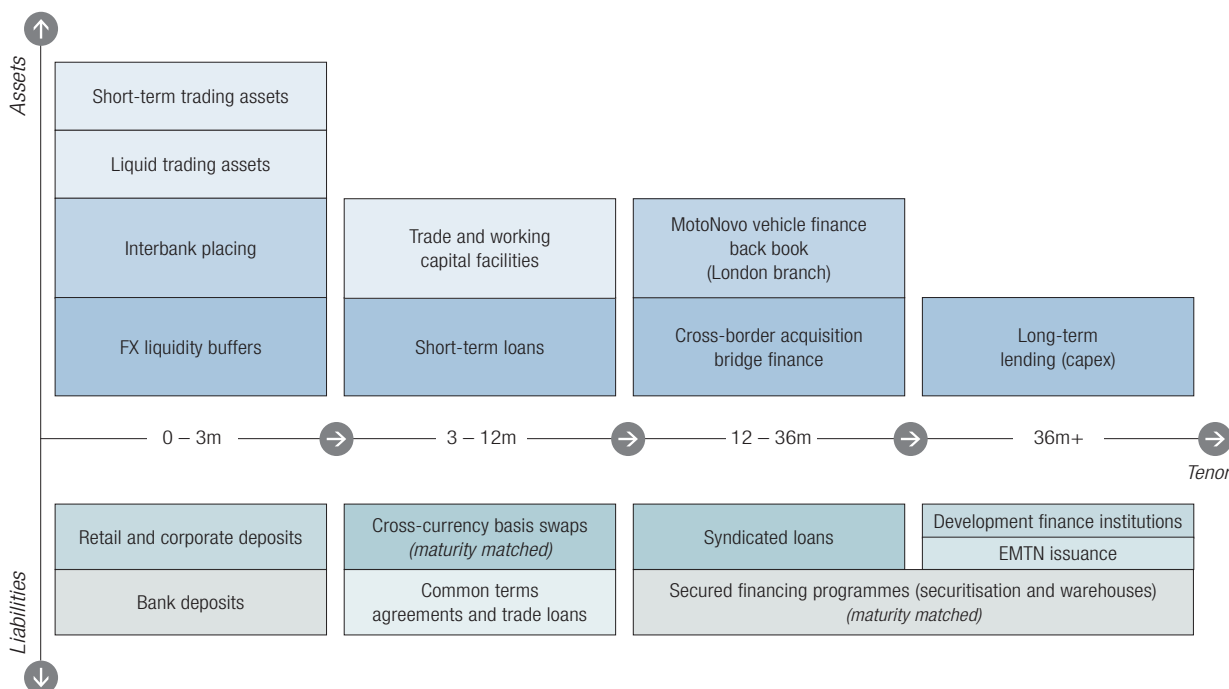 Assets
Short-term trading assets
Liquid trading assets
Interbank placing
Trade and working
capital facilities
MotoNovo vehicle finance
back book
(London branch)
FX liquidity buffers
Short-term loans
Cross-border acquisition
bridge finance
Long-term
lending (capex)
0 – 3m
3 – 12m
12 – 36m
36m+
Tenor
Retail and corporate deposits
Cross-currency basis swaps
(maturity matched)
Syndicated loans
Development finance institutions
EMTN issuance
Bank deposits
Common terms
agreements and trade loans
Secured financing programmes (securitisation and warehouses)
(maturity matched)
Liabilities